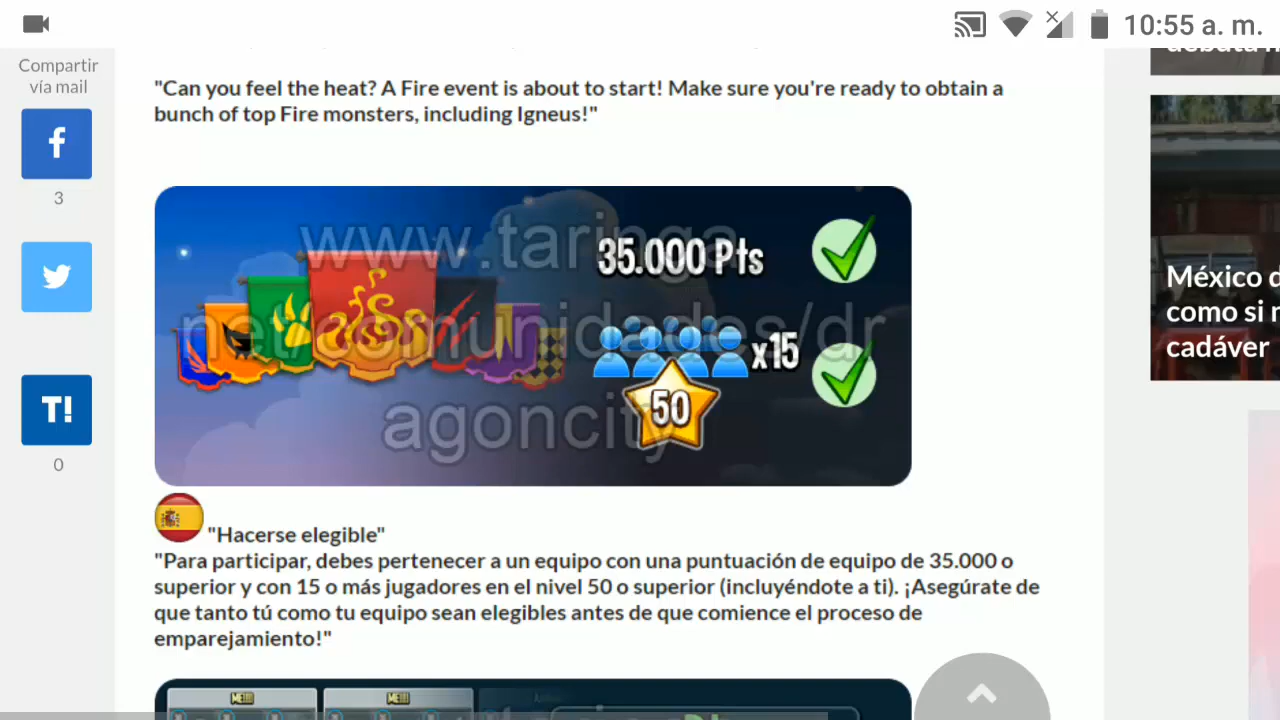 10:55 a. m.
Compartir
vía mail
f
3
T!
0
"Can you feel the heat? A Fire event is about to start! Make sure you're ready to obtain a
bunch of top Fire monsters, including Igneus!"
www.taringa.
net/comunidades/dr
agoncity
35.000 Pts
x15
50
"Hacerse elegible"
"Para participar, debes pertenecer a un equipo con una puntuación de equipo de 35.000 o
superior y con 15 o más jugadores en el nivel 50 o superior (incluyéndote a ti). ¡Asegúrate de
que tanto tú como tu equipo sean elegibles antes de que comience el proceso de
emparejamiento!"
México d
como si
cadáver